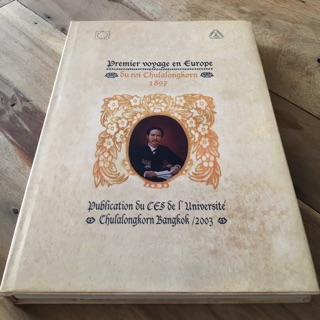 Premier voyage en Europe
du roi Chulalongkorn
1897
Publication du CES de l'Université
Chulalongkorn Bangkok / 2003